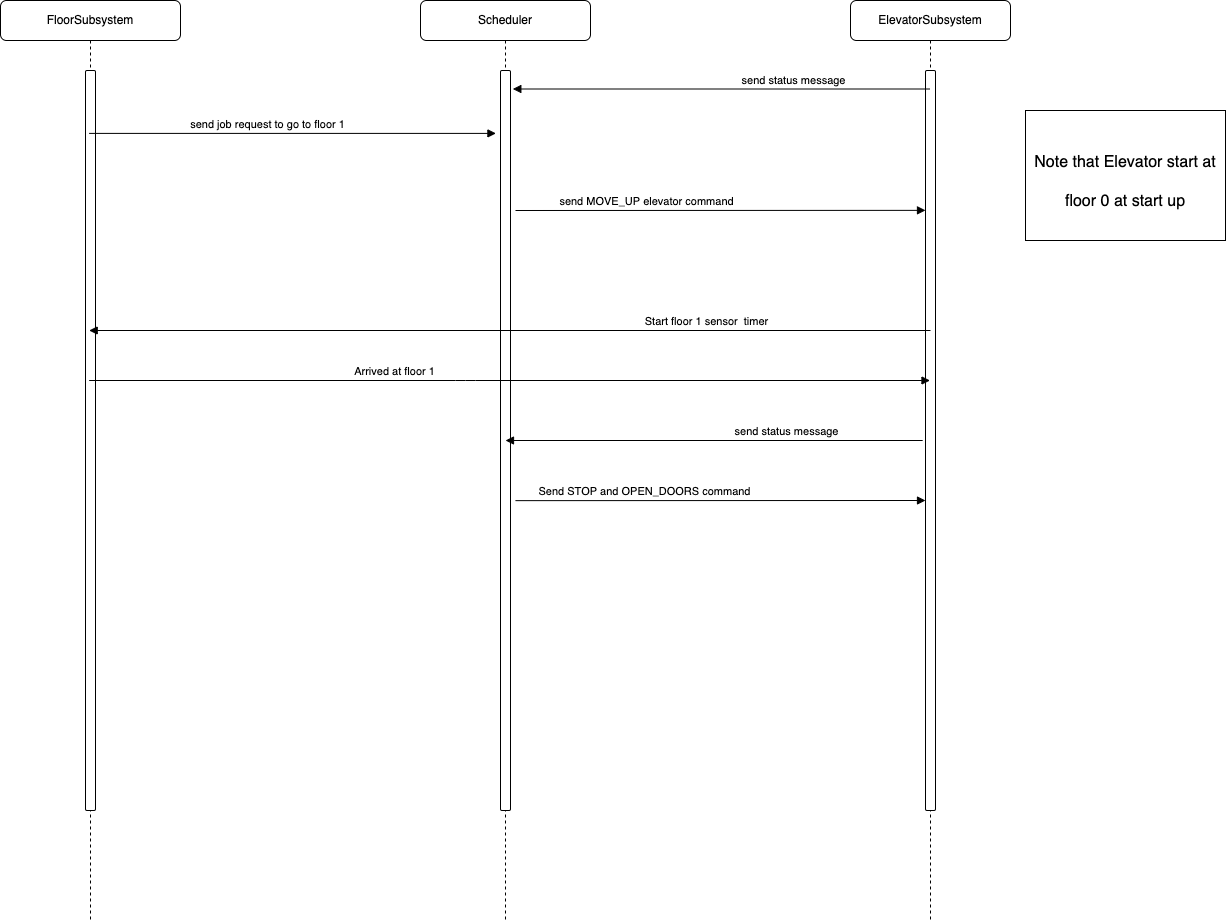 FloorSubsystem
Scheduler
ElevatorSubsystem
send status message
send job request to go to floor 1
Note that Elevator start at
floor 0 at start up
send MOVE_UP elevator command
Start floor 1 sensor  timer
Arrived at floor 1
send status message
Send STOP and OPEN_DOORS command